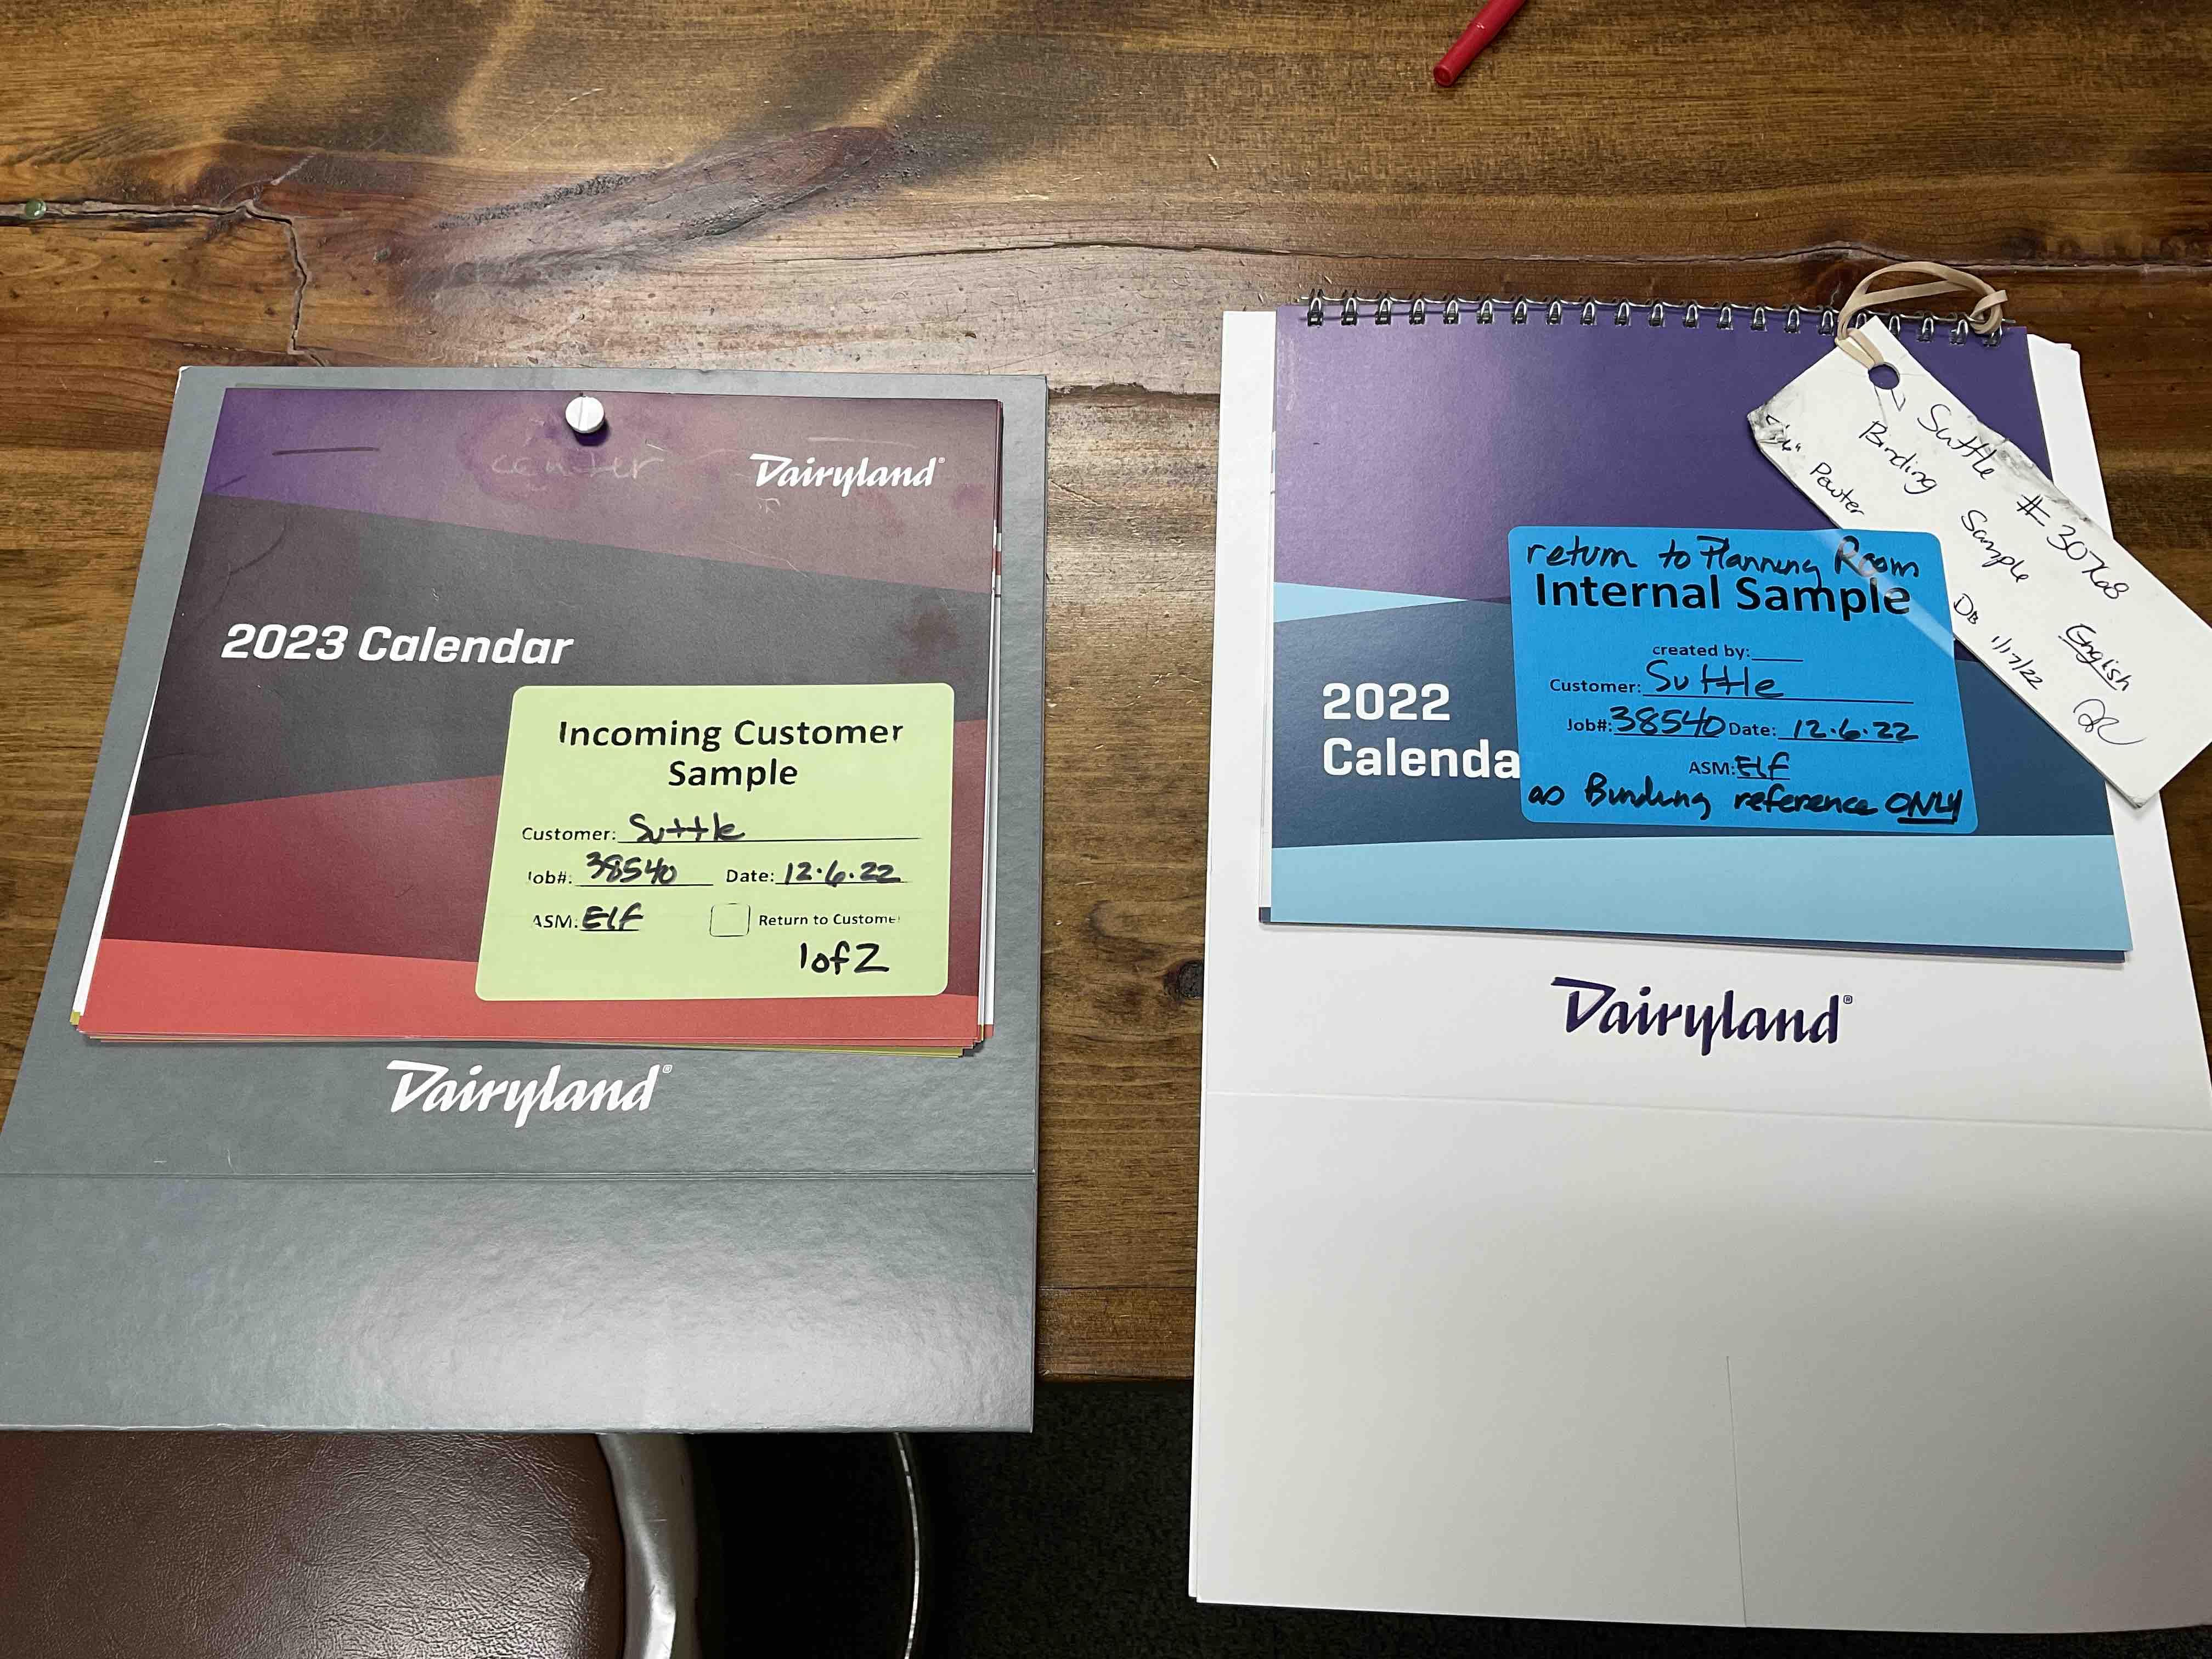 center
Dairyland®
2023 Calendar
Incoming Customer
Sample
Customer: Suttle
Job#: 38540 Date: 12.6.22
ASM: Elf Return to Customer
1 of 2
Dairyland®
Suttle # 307268
Binding Sample English
Pewter DB 1/17/22
return to Planning Room
Internal Sample
created by:
Customer: Suttle
Job#: 38540 Date: 12.6.22
ASM: Elf
as Binding reference ONLY
2022
Calenda
Dairyland®